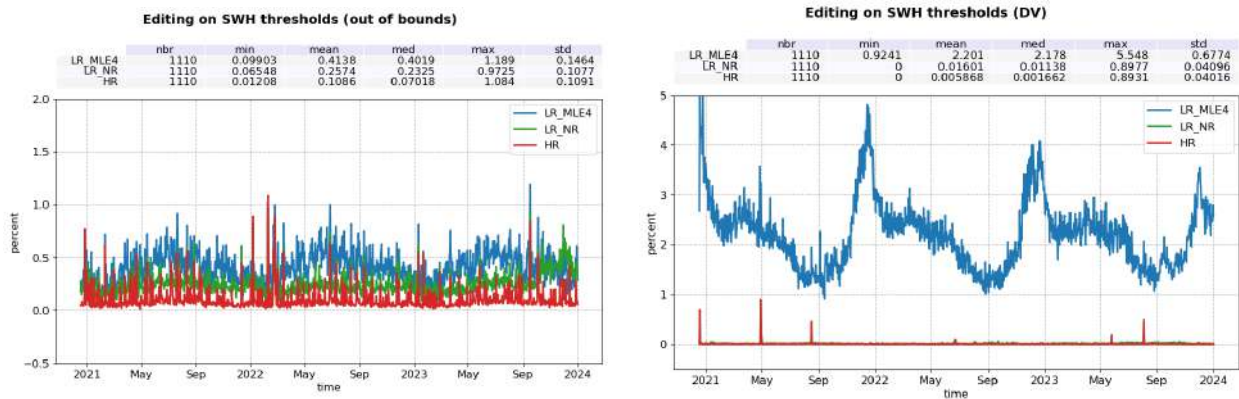 Editing on SWH thresholds (out of bounds)
nbr min mean med max std
LR_MLE4 1110 0.09903 0.4138 0.4019 1.189 0.1464
LR_NR 1110 0.06548 0.2574 0.2325 0.9725 0.1077
HR 1110 0.01208 0.1086 0.07018 1.084 0.1091
2.0
1.5
1.0
0.5
0.0
−0.5
percent
LR_MLE4
LR_NR
HR
2021 May Sep 2022 May Sep 2023 May Sep 2024
time
Editing on SWH thresholds (DV)
nbr min mean med max std
LR_MLE4 1110 0.9241 2.201 2.178 5.548 0.6774
LR_NR 1110 0 0.01601 0.01138 0.8977 0.04096
HR 1110 0 0.005868 0.001662 0.8931 0.04016
5
4
3
2
1
0
percent
LR_MLE4
LR_NR
HR
2021 May Sep 2022 May Sep 2023 May Sep 2024
time